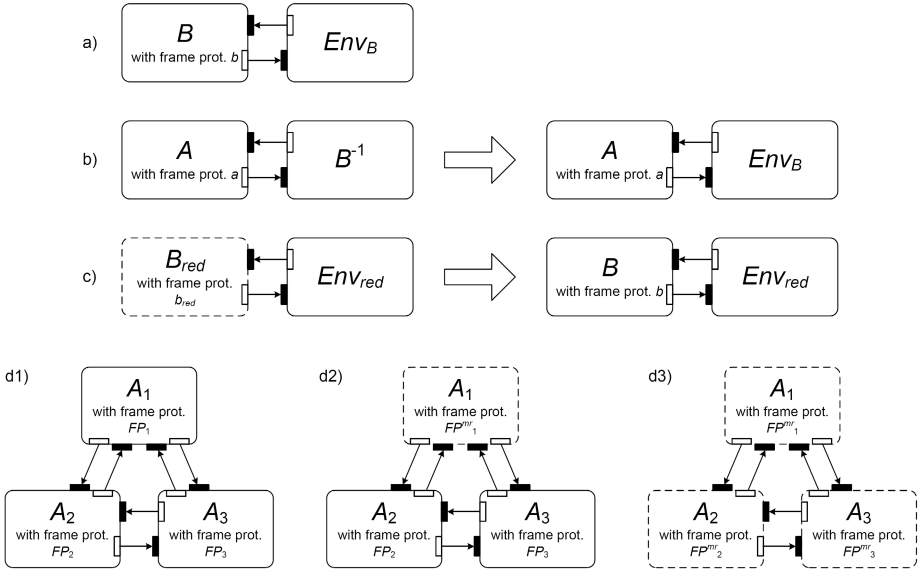 a)
B
with frame prot. b
Env_B
b)
A
with frame prot. a
B^-1
A
with frame prot. a
Env_B
c)
B_red
with frame prot.
b_red
Env_red
B
with frame prot. b
Env_red
d1)
A_1
with frame prot.
FP_1
A_2
with frame prot.
FP_2
A_3
with frame prot.
FP_3
d2)
A_1
with frame prot.
FP^mr_1
A_2
with frame prot.
FP_2
A_3
with frame prot.
FP_3
d3)
A_1
with frame prot.
FP^mr_1
A_2
with frame prot.
FP^mr_2
A_3
with frame prot.
FP^mr_3